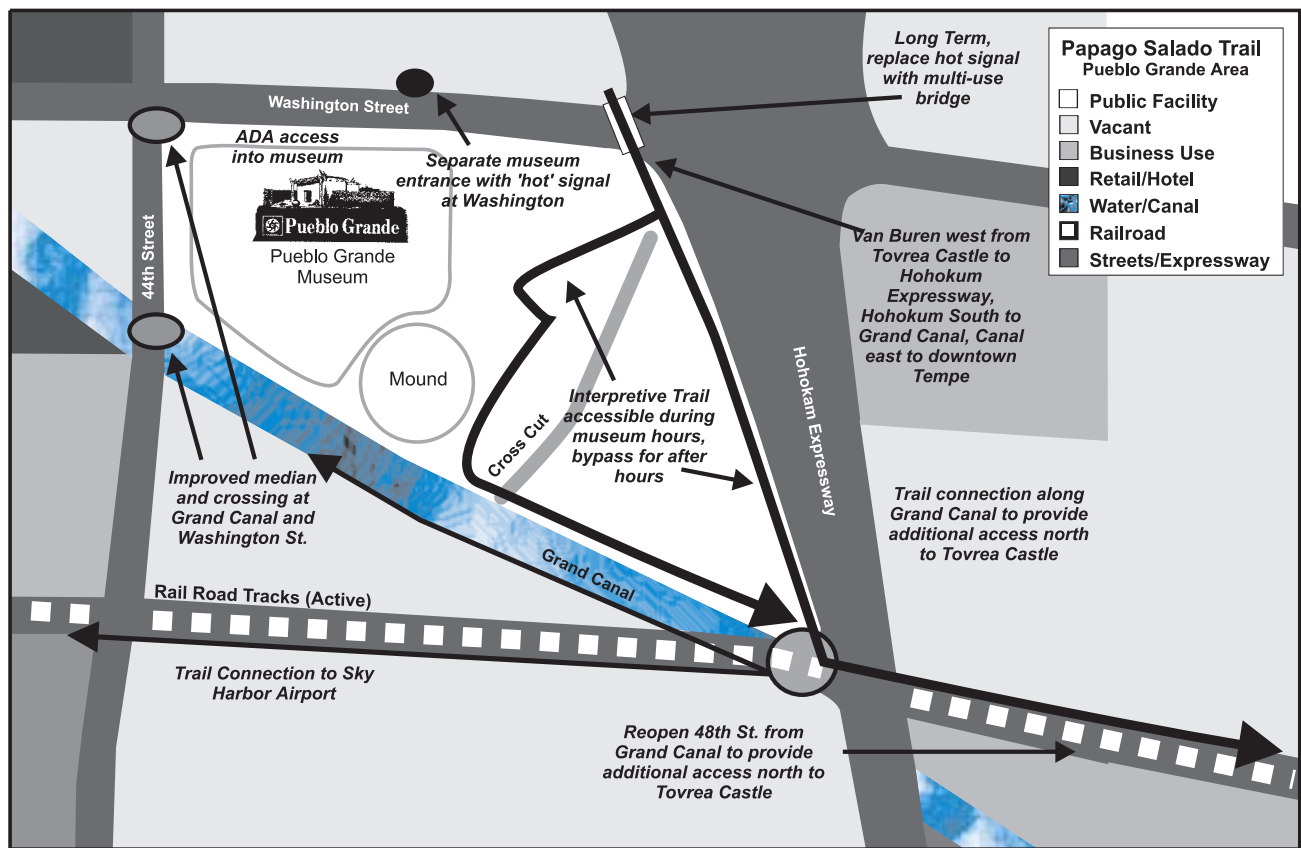 Long Term,
replace hot signal
with multi-use
bridge
Papago Salado Trail
Pueblo Grande Area
Public Facility
Vacant
Business Use
Retail/Hotel
Water/Canal
Railroad
Streets/Expressway
Washington Street
ADA access
into museum
Separate museum
entrance with 'hot' signal
at Washington
Pueblo Grande
Pueblo Grande
Museum
44th Street
Van Buren west from
Tovrea Castle to
Hohokum
Expressway,
Hohokum South to
Grand Canal, Canal
east to downtown
Tempe
Mound
Hohokam Expressway
Interpretive Trail
accessible during
museum hours,
bypass for after
hours
Cross Cut
Improved median
and crossing at
Grand Canal and
Washington St.
Trail connection along
Grand Canal to provide
additional access north
to Tovrea Castle
Grand Canal
Rail Road Tracks (Active)
Trail Connection to Sky
Harbor Airport
Reopen 48th St. from
Grand Canal to provide
additional access north to
Tovrea Castle